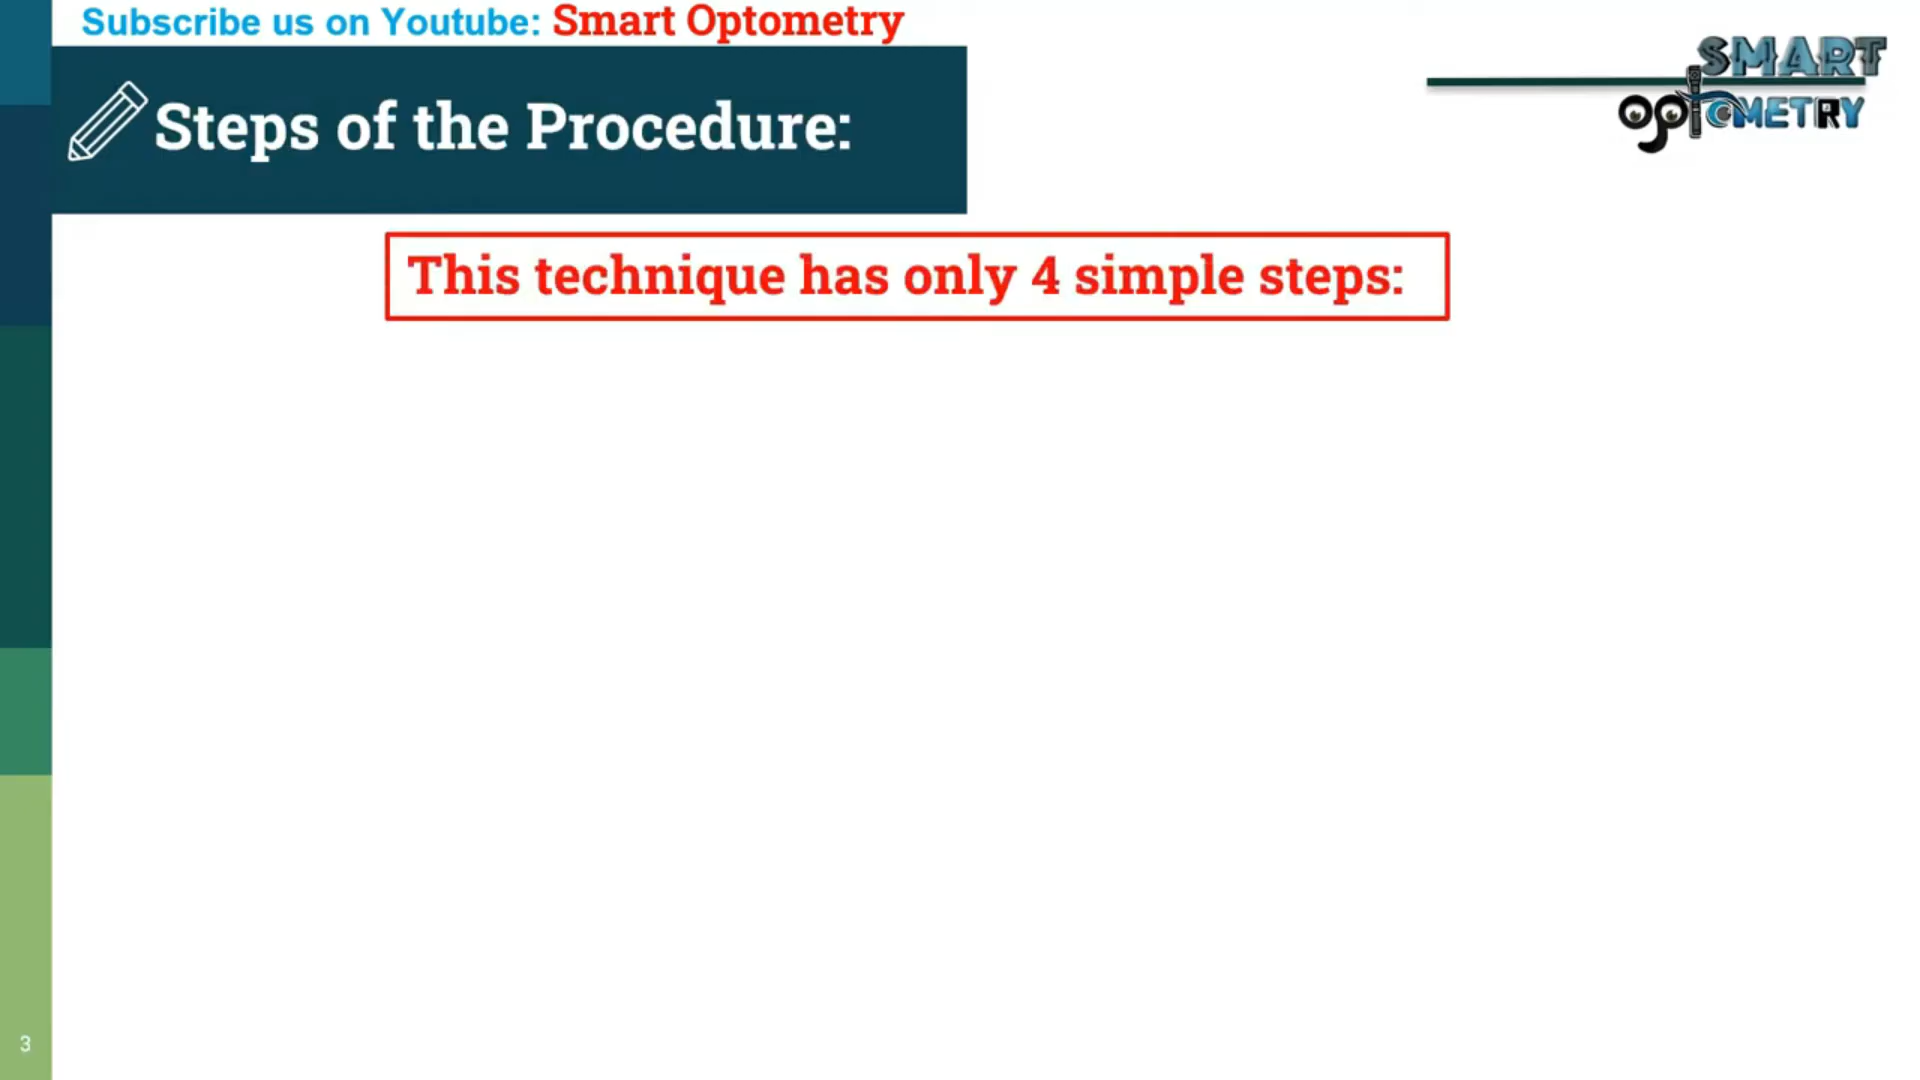 Subscribe us on Youtube: Smart Optometry
SMART
OptOMETRY
Steps of the Procedure:
This technique has only 4 simple steps:
3